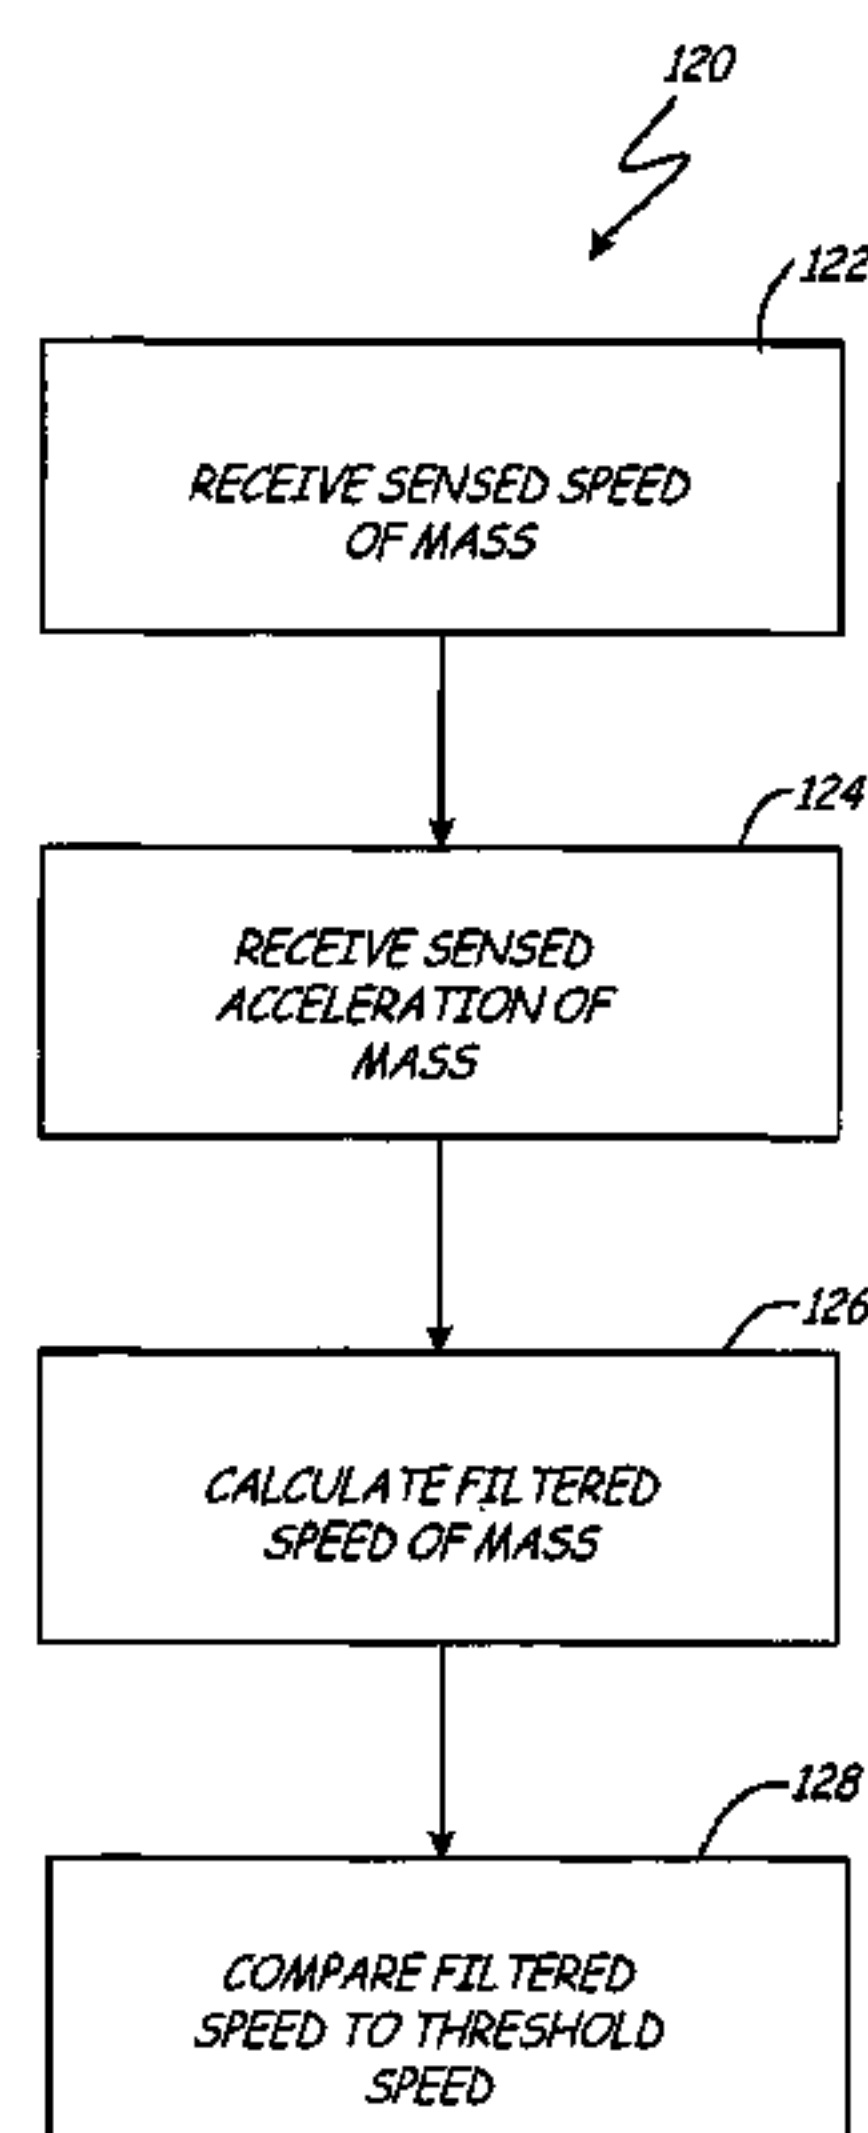 120
122
RECEIVE SENSED SPEED
OF MASS
124
RECEIVE SENSED
ACCELERATION OF
MASS
126
CALCULATE FILTERED
SPEED OF MASS
128
COMPARE FILTERED
SPEED TO THRESHOLD
SPEED